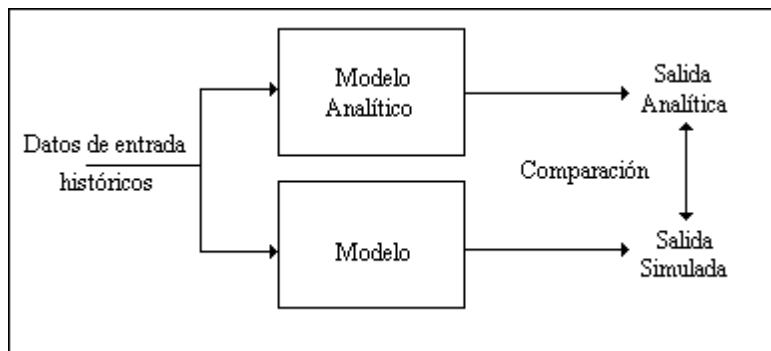 Datos de entrada
históricos
Modelo
Analítico
Modelo
Salida
Analítica
Comparación
Salida
Simulada